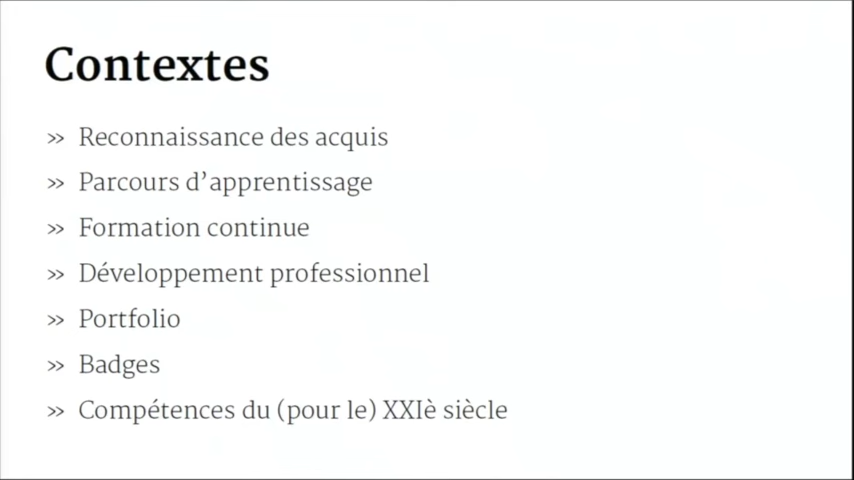 Contextes
» Reconnaissance des acquis
» Parcours d’apprentissage
» Formation continue
» Développement professionnel
» Portfolio
» Badges
» Compétences du (pour le) XXIè siècle